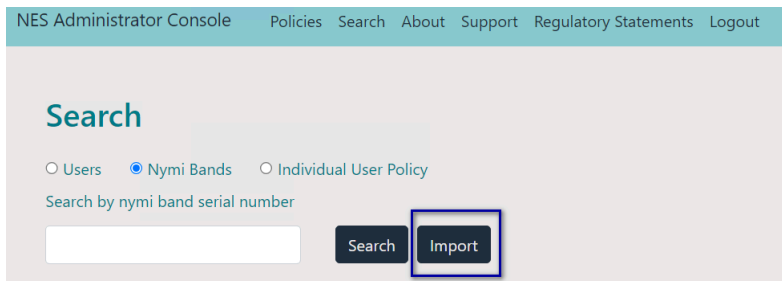 NES Administrator Console Policies Search About Support Regulatory Statements Logout
Search
Users Nymi Bands Individual User Policy
Search by nymi band serial number
Search Import